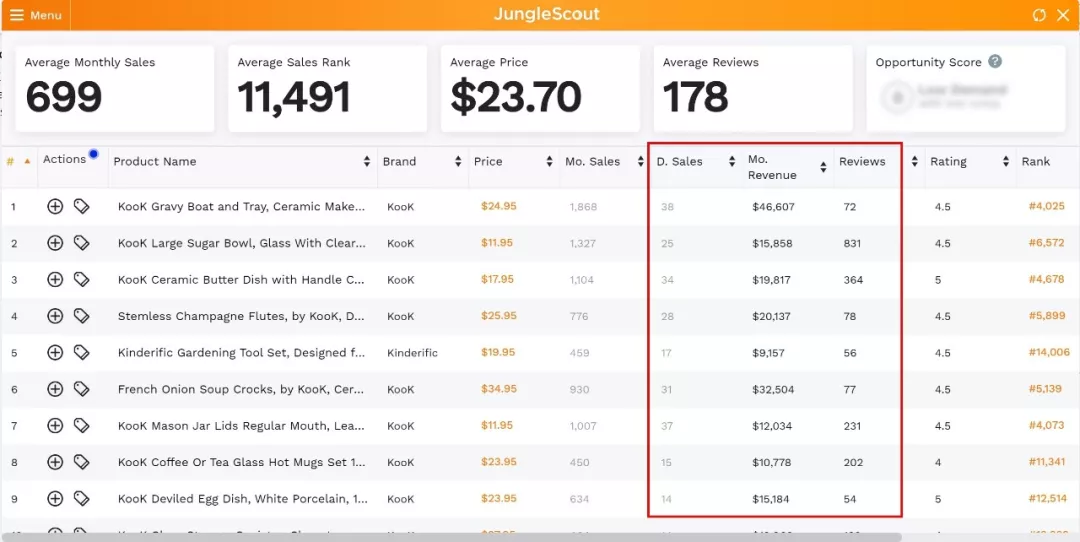 Menu
JungleScout
Average Monthly Sales
699
Average Sales Rank
11,491
Average Price
$23.70
Average Reviews
178
Opportunity Score ?
# Actions Product Name Brand Price Mo. Sales D. Sales Mo. Revenue Reviews Rating Rank
1 KooK Gravy Boat and Tray, Ceramic Make... KooK $24.95 1,868 38 $46,607 72 4.5 #4,025
2 KooK Large Sugar Bowl, Glass With Clear... KooK $11.95 1,327 25 $15,858 831 4.5 #6,572
3 KooK Ceramic Butter Dish with Handle C... KooK $17.95 1,104 34 $19,817 364 5 #4,678
4 Stemless Champagne Flutes, by KooK, D... KooK $25.95 776 28 $20,137 78 4.5 #5,899
5 Kinderific Gardening Tool Set, Designed f... Kinderific $19.95 459 17 $9,157 56 4.5 #14,006
6 French Onion Soup Crocks, by KooK, Cer... KooK $34.95 930 31 $32,504 77 4.5 #5,139
7 KooK Mason Jar Lids Regular Mouth, Lea... KooK $11.95 1,007 37 $12,034 231 4.5 #4,073
8 KooK Coffee Or Tea Glass Hot Mugs Set 1... KooK $23.95 450 15 $10,778 202 4 #11,341
9 KooK Deviled Egg Dish, White Porcelain, 1... KooK $23.95 634 14 $15,184 54 5 #12,514